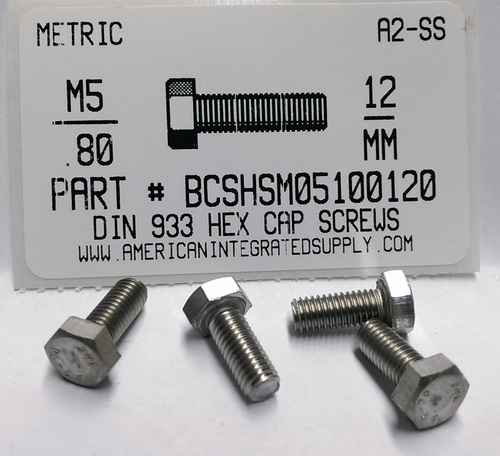 METRIC A2-SS
M5 12
.80 MM
PART # BCSHSM05100120
DIN 933 HEX CAP SCREWS
WWW.AMERICANINTEGRATEDSUPPLY.COM